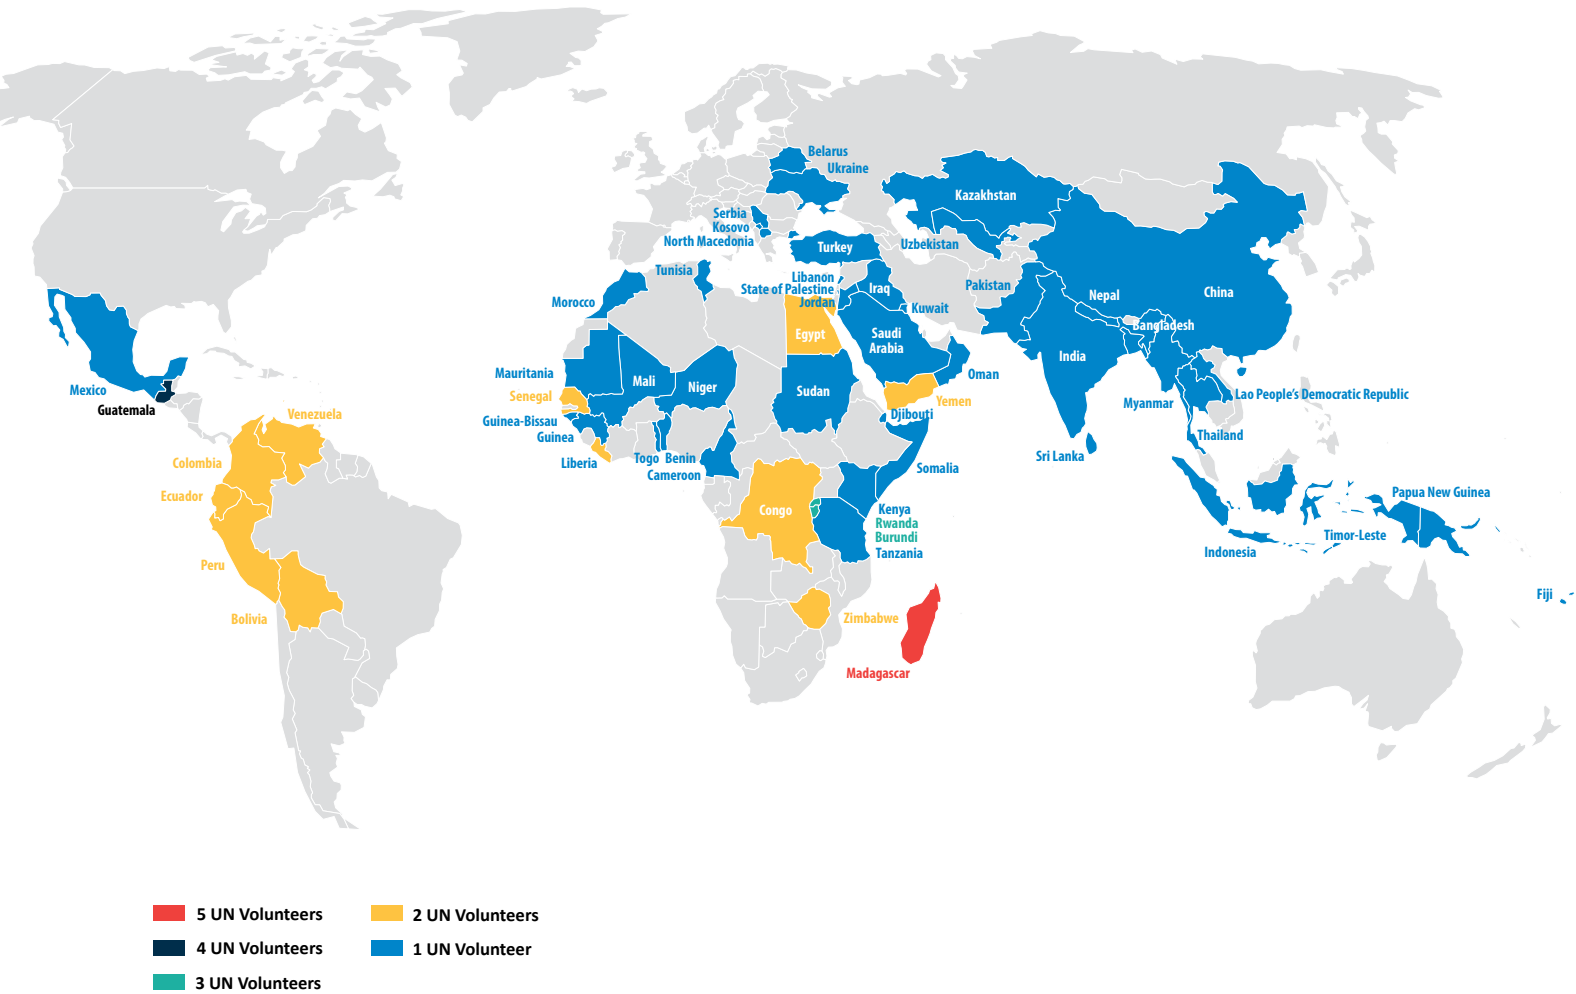 Belarus
Ukraine
Kazakhstan
Serbia
Kosovo
North Macedonia
Turkey
Uzbekistan
Tunisia
Libanon
State of Palestine
Jordan
Iraq
Kuwait
Pakistan
Nepal
China
Morocco
Egypt
Saudi
Arabia
Bangladesh
India
Mauritania
Mali
Niger
Sudan
Oman
Mexico
Guatemala
Senegal
Yemen
Myanmar
Lao People's Democratic Republic
Venezuela
Guinea-Bissau
Guinea
Djibouti
Thailand
Colombia
Liberia
Togo
Benin
Cameroon
Somalia
Sri Lanka
Ecuador
Congo
Kenya
Rwanda
Burundi
Tanzania
Papua New Guinea
Timor-Leste
Indonesia
Peru
Bolivia
Zimbabwe
Fiji
Madagascar
5 UN Volunteers
4 UN Volunteers
3 UN Volunteers
2 UN Volunteers
1 UN Volunteer